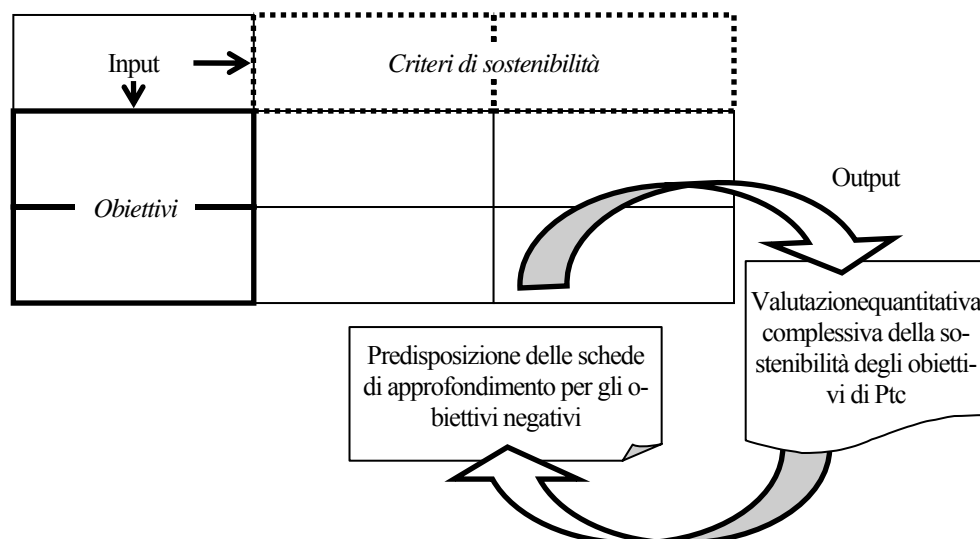 Input
Criteri di sostenibilità
Obiettivi
Output
Valutazionequantitativa
complessiva della so-
stenibilità degli obietti-
vi di Ptc
Predisposizione delle schede
di approfondimento per gli o-
biettivi negativi